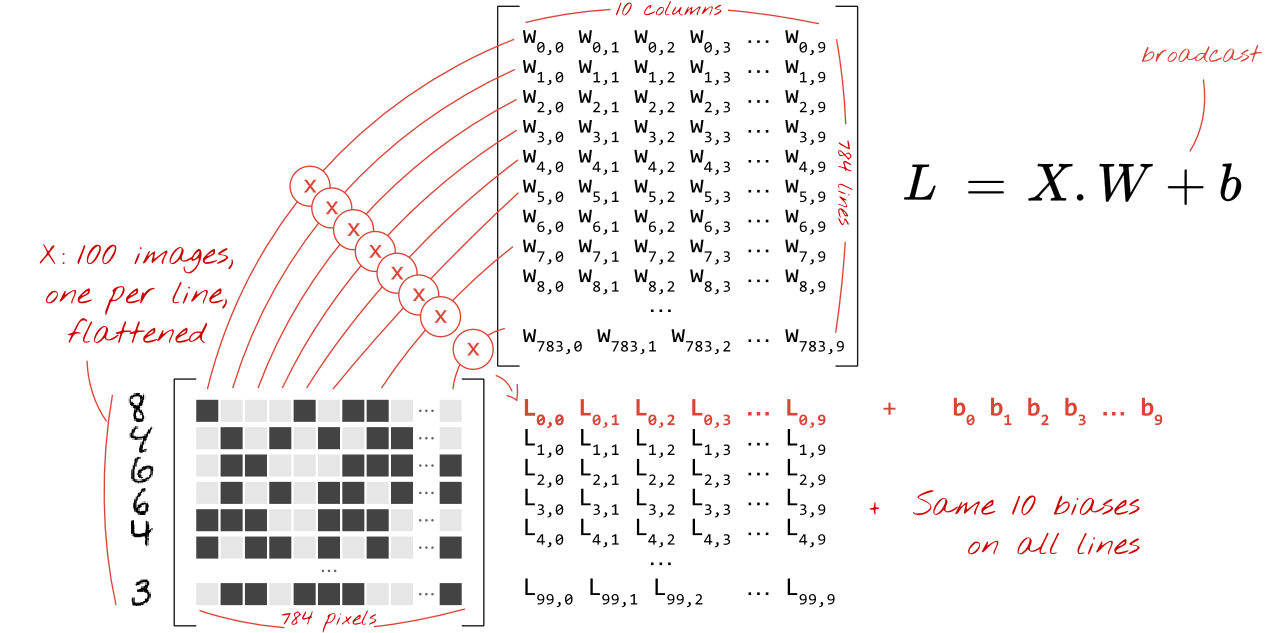 10 columns
W0,0 W0,1 W0,2 W0,3 ... W0,9
W1,0 W1,1 W1,2 W1,3 ... W1,9
W2,0 W2,1 W2,2 W2,3 ... W2,9
W3,0 W3,1 W3,2 W3,3 ... W3,9
W4,0 W4,1 W4,2 W4,3 ... W4,9
W5,0 W5,1 W5,2 W5,3 ... W5,9
W6,0 W6,1 W6,2 W6,3 ... W6,9
W7,0 W7,1 W7,2 W7,3 ... W7,9
W8,0 W8,1 W8,2 W8,3 ... W8,9
...
W783,0 W783,1 W783,2 ... W783,9
784 lines
broadcast
L = X.W + b
x
x
x
x
x
x
x
x
X: 100 images,
one per line,
flattened
8
4
6
6
4
3
...
...
...
...
...
...
...
...
784 pixels
L0,0 L0,1 L0,2 L0,3 ... L0,9 + b0 b1 b2 b3 ... b9
L1,0 L1,1 L1,2 L1,3 ... L1,9
L2,0 L2,1 L2,2 L2,3 ... L2,9
L3,0 L3,1 L3,2 L3,3 ... L3,9
L4,0 L4,1 L4,2 L4,3 ... L4,9
...
L99,0 L99,1 L99,2 ... L99,9
+ Same 10 biases
on all lines